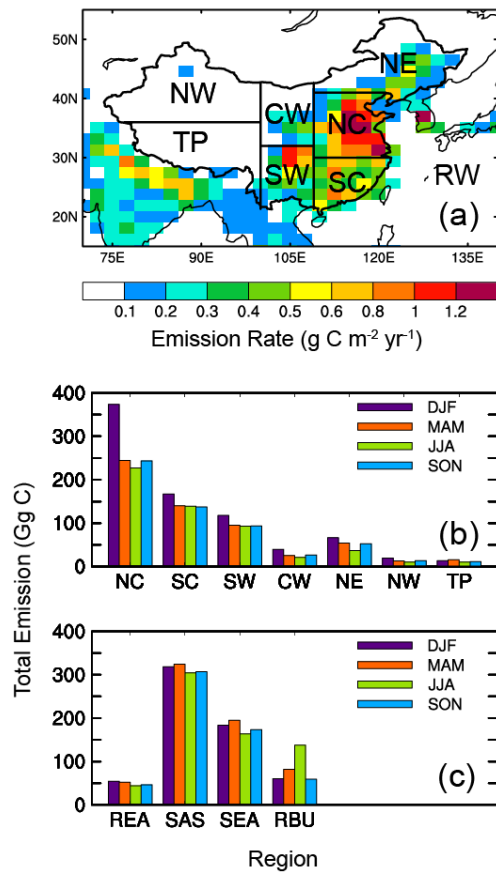 50N
40N
30N
20N
NW
NE
CW
NC
TP
SW
SC
RW
(a)
75E 90E 105E 120E 135E
0.1 0.2 0.3 0.4 0.5 0.6 0.8 1 1.2
Emission Rate (g C m⁻² yr⁻¹)
Total Emission (Gg C)
400
300
200
100
0
DJF
MAM
JJA
SON
(b)
NC SC SW CW NE NW TP
400
300
200
100
0
DJF
MAM
JJA
SON
(c)
REA SAS SEA RBU
Region